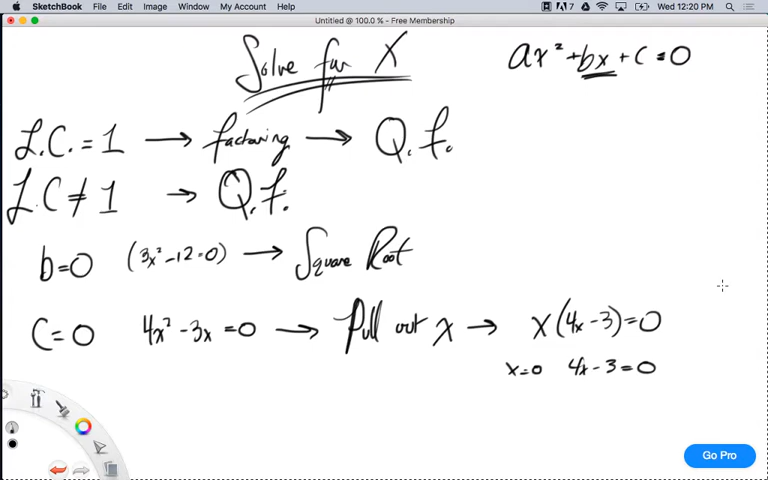 SketchBook File Edit Image Window My Account Help 7 Wed 12:20 PM
Untitled @ 100.0 % - Free Membership
Solve for X
ax² + bx + c = 0
L.C. = 1 → factoring → Q.f.
L.C ≠ 1 → Q.f.
b=0 (3x² - 12 = 0) → Square Root
C = 0 4x² - 3x = 0 → Pull out x → x(4x - 3) = 0
x = 0 4x - 3 = 0
Go Pro